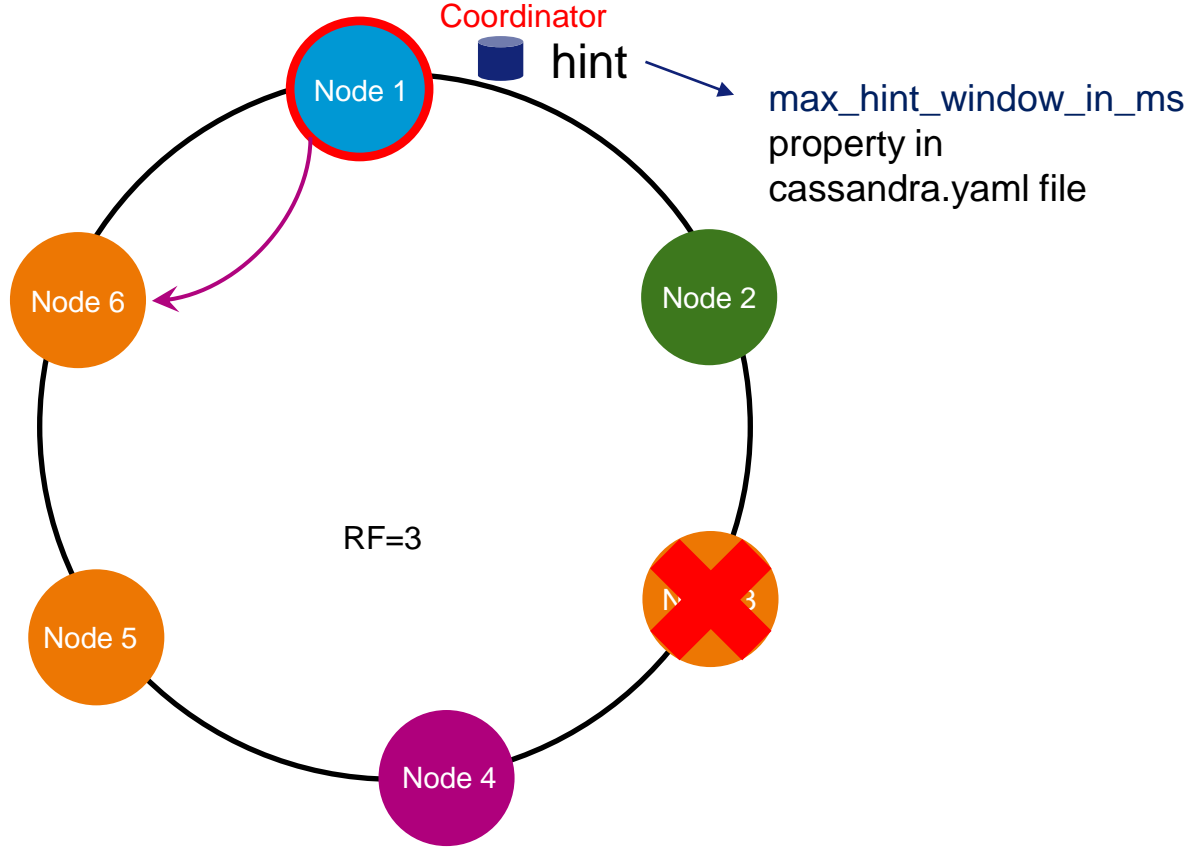 Coordinator
hint
Node 1
max_hint_window_in_ms
property in
cassandra.yaml file
Node 6
Node 2
RF=3
Node 5
Node 4